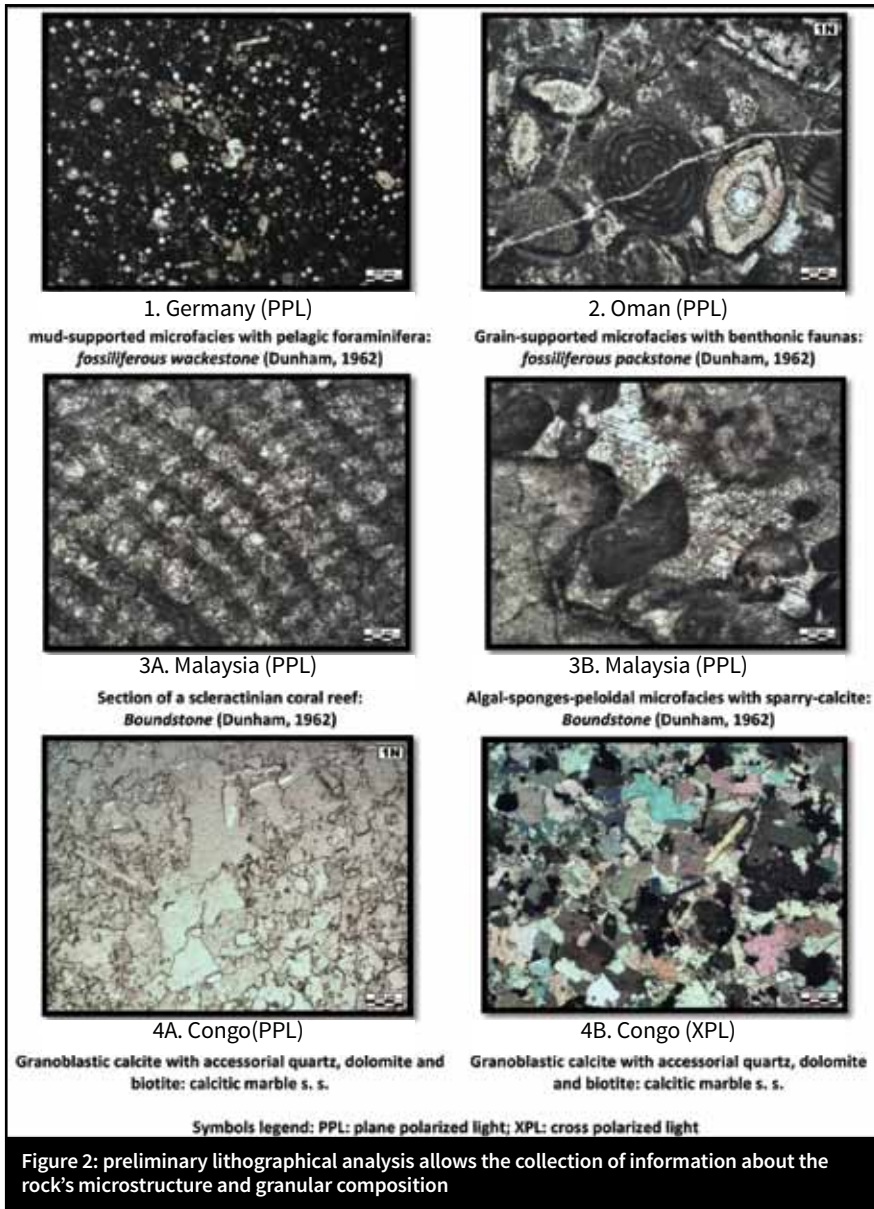 1N
1. Germany (PPL)
2. Oman (PPL)
mud-supported microfacies with pelagic foraminifera:
fossiliferous wackestone (Dunham, 1962)
Grain-supported microfacies with benthonic faunas:
fossiliferous packstone (Dunham, 1962)
3A. Malaysia (PPL)
3B. Malaysia (PPL)
Section of a scleractinian coral reef:
Boundstone (Dunham, 1962)
Algal-sponges-peloidal microfacies with sparry-calcite:
Boundstone (Dunham, 1962)
1N
4A. Congo(PPL)
4B. Congo (XPL)
Granoblastic calcite with accessorial quartz, dolomite and
biotite: calcitic marble s. s.
Granoblastic calcite with accessorial quartz, dolomite
and biotite: calcitic marble s. s.
Symbols legend: PPL: plane polarized light; XPL: cross polarized light
Figure 2: preliminary lithographical analysis allows the collection of information about the
rock’s microstructure and granular composition